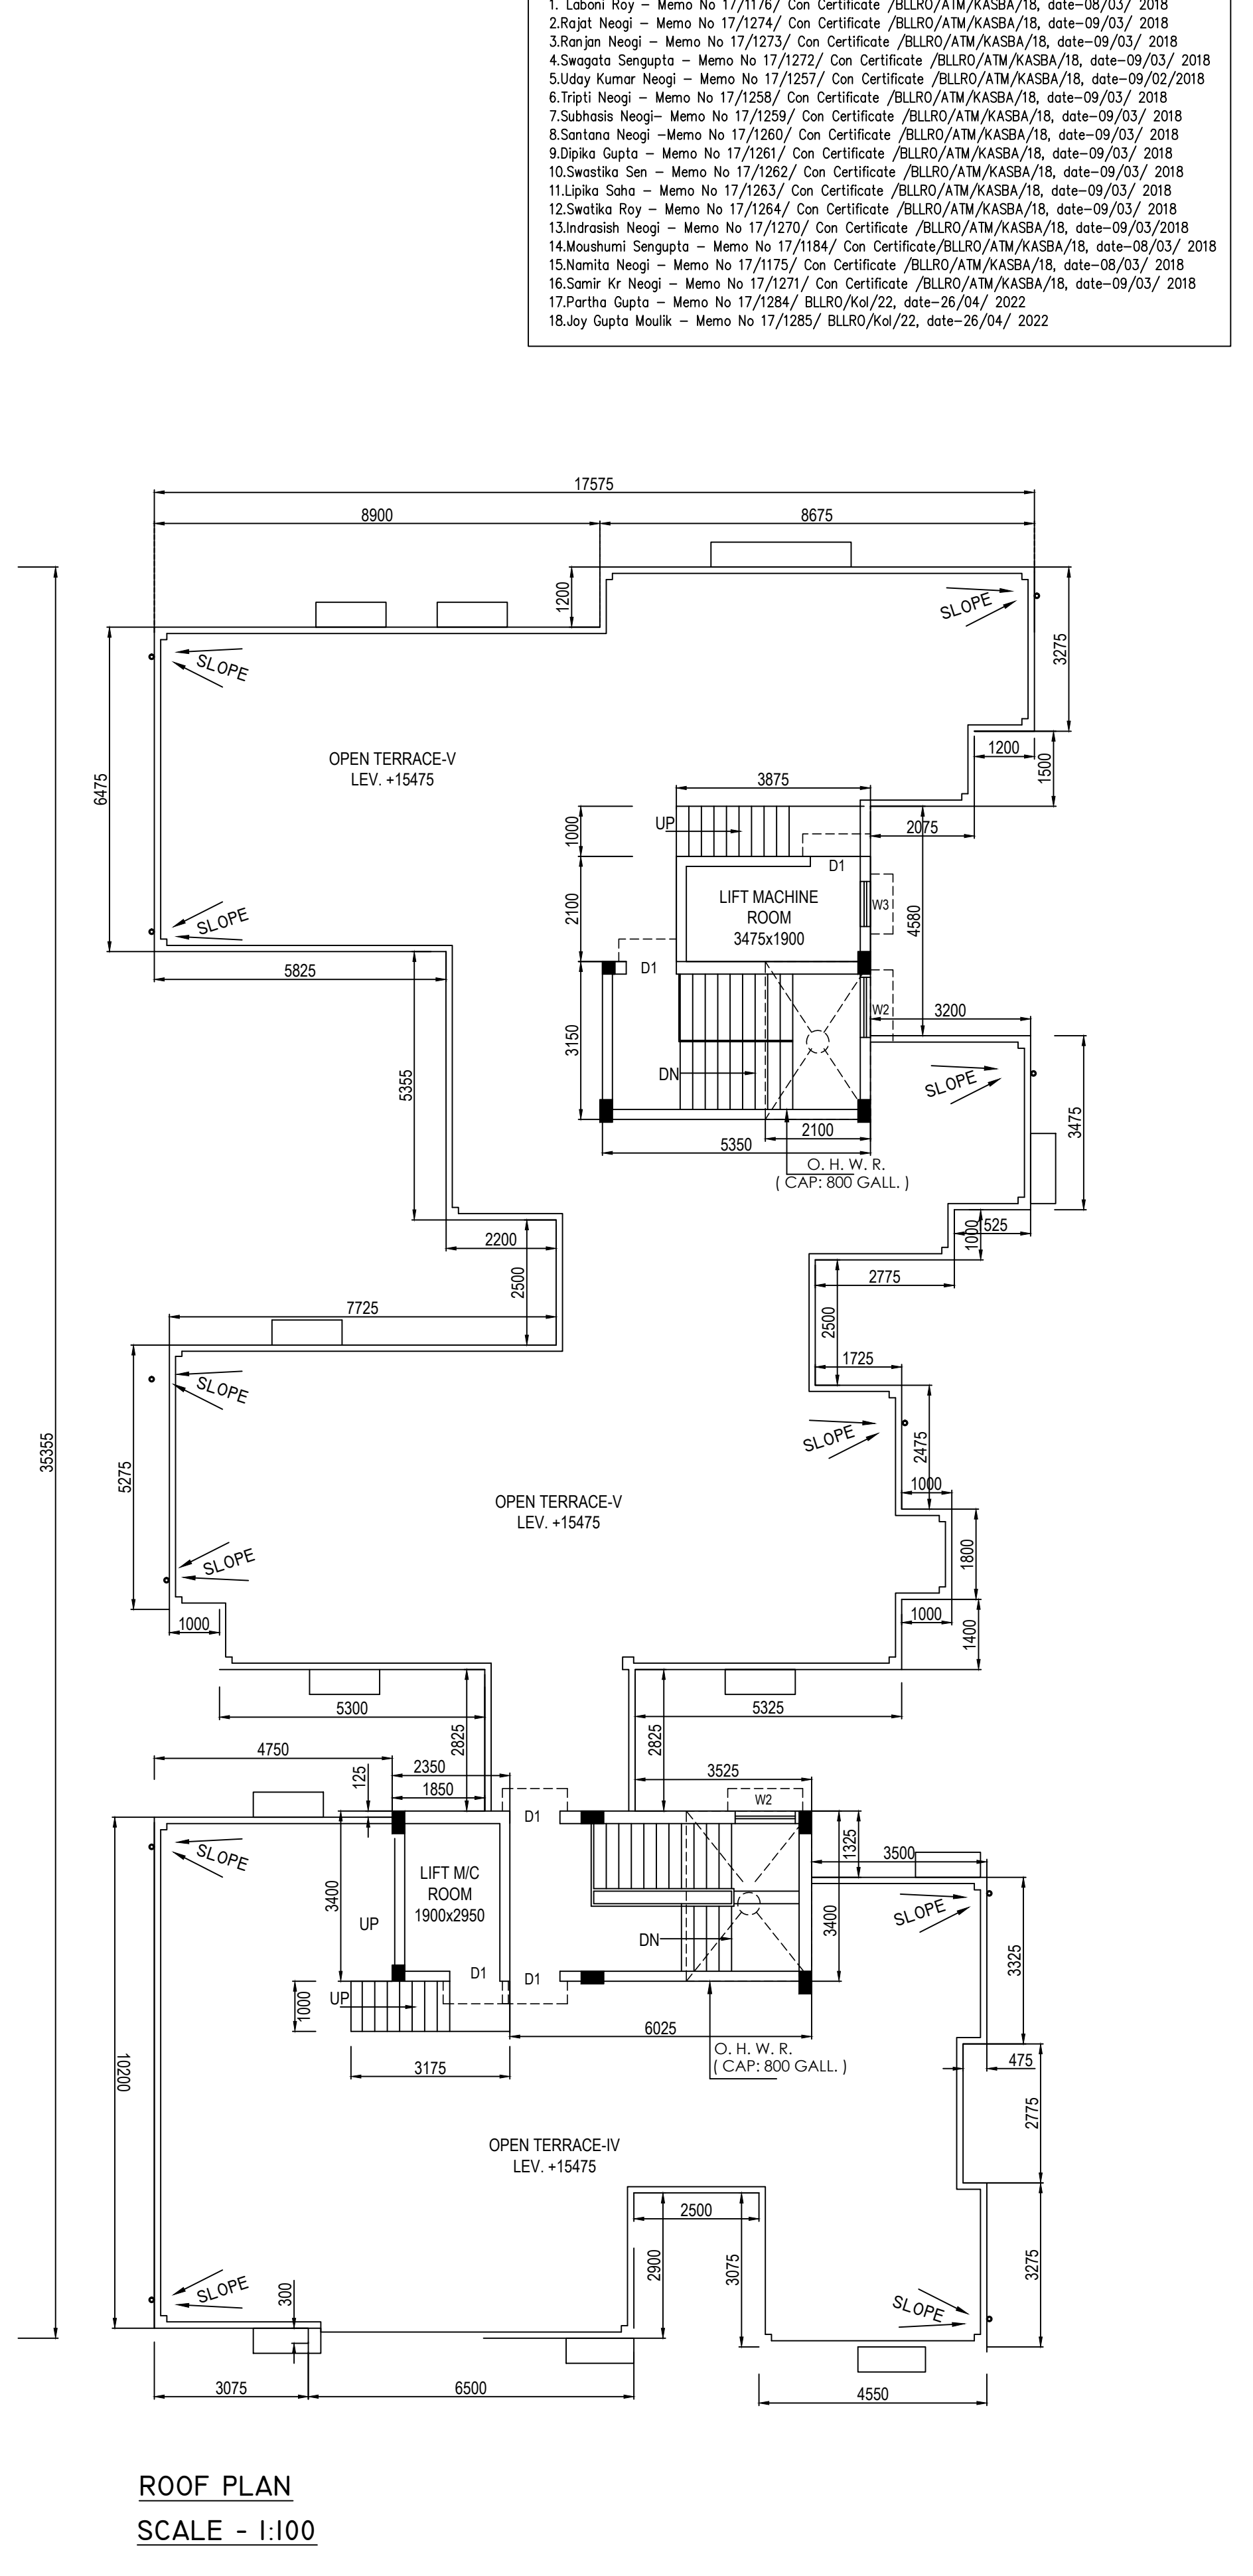 1. Laboni Roy - Memo No 17/1176/ Con Certificate /BLLRO/ATM/KASBA/18, date-08/03/ 2018
2.Rajat Neogi - Memo No 17/1274/ Con Certificate /BLLRO/ATM/KASBA/18, date-09/03/ 2018
3.Ranjan Neogi - Memo No 17/1273/ Con Certificate /BLLRO/ATM/KASBA/18, date-09/03/ 2018
4.Swagata Sengupta - Memo No 17/1272/ Con Certificate /BLLRO/ATM/KASBA/18, date-09/03/ 2018
5.Uday Kumar Neogi - Memo No 17/1257/ Con Certificate /BLLRO/ATM/KASBA/18, date-09/02/2018
6.Tripti Neogi - Memo No 17/1258/ Con Certificate /BLLRO/ATM/KASBA/18, date-09/03/ 2018
7.Subhasis Neogi- Memo No 17/1259/ Con Certificate /BLLRO/ATM/KASBA/18, date-09/03/ 2018
8.Santana Neogi -Memo No 17/1260/ Con Certificate /BLLRO/ATM/KASBA/18, date-09/03/ 2018
9.Dipika Gupta - Memo No 17/1261/ Con Certificate /BLLRO/ATM/KASBA/18, date-09/03/ 2018
10.Swastika Sen - Memo No 17/1262/ Con Certificate /BLLRO/ATM/KASBA/18, date-09/03/ 2018
11.Lipika Saha - Memo No 17/1263/ Con Certificate /BLLRO/ATM/KASBA/18, date-09/03/ 2018
12.Swatika Roy - Memo No 17/1264/ Con Certificate /BLLRO/ATM/KASBA/18, date-09/03/ 2018
13.Indrasish Neogi - Memo No 17/1270/ Con Certificate /BLLRO/ATM/KASBA/18, date-09/03/2018
14.Moushumi Sengupta - Memo No 17/1184/ Con Certificate/BLLRO/ATM/KASBA/18, date-08/03/ 2018
15.Namita Neogi - Memo No 17/1175/ Con Certificate /BLLRO/ATM/KASBA/18, date-08/03/ 2018
16.Samir Kr Neogi - Memo No 17/1271/ Con Certificate /BLLRO/ATM/KASBA/18, date-09/03/ 2018
17.Partha Gupta - Memo No 17/1284/ BLLRO/Kol/22, date-26/04/ 2022
18.Joy Gupta Moulik - Memo No 17/1285/ BLLRO/Kol/22, date-26/04/ 2022
17575
8900
8675
1200
SLOPE
3275
SLOPE
OPEN TERRACE-V
LEV. +15475
1200
1500
6475
3875
1000
UP
2075
D1
2100
LIFT MACHINE
ROOM
3475x1900
W3
4580
SLOPE
D1
5825
W2
3200
3150
DN
SLOPE
5355
3475
2100
5350
O. H. W. R.
( CAP: 800 GALL. )
2200
1000
525
2500
2775
7725
2500
1725
SLOPE
SLOPE
2475
35355
5275
1000
OPEN TERRACE-V
LEV. +15475
1800
SLOPE
1000
1000
1400
5300
2825
2825
5325
4750
125
2350
3525
1850
W2
D1
1325
3500
SLOPE
LIFT M/C
ROOM
1900x2950
3400
UP
SLOPE
3400
DN
3325
D1
D1
UP
1000
6025
O. H. W. R.
( CAP: 800 GALL. )
475
3175
10200
2775
OPEN TERRACE-IV
LEV. +15475
2500
2900
3075
3275
SLOPE
300
SLOPE
3075
6500
4550
ROOF PLAN
SCALE - 1:100